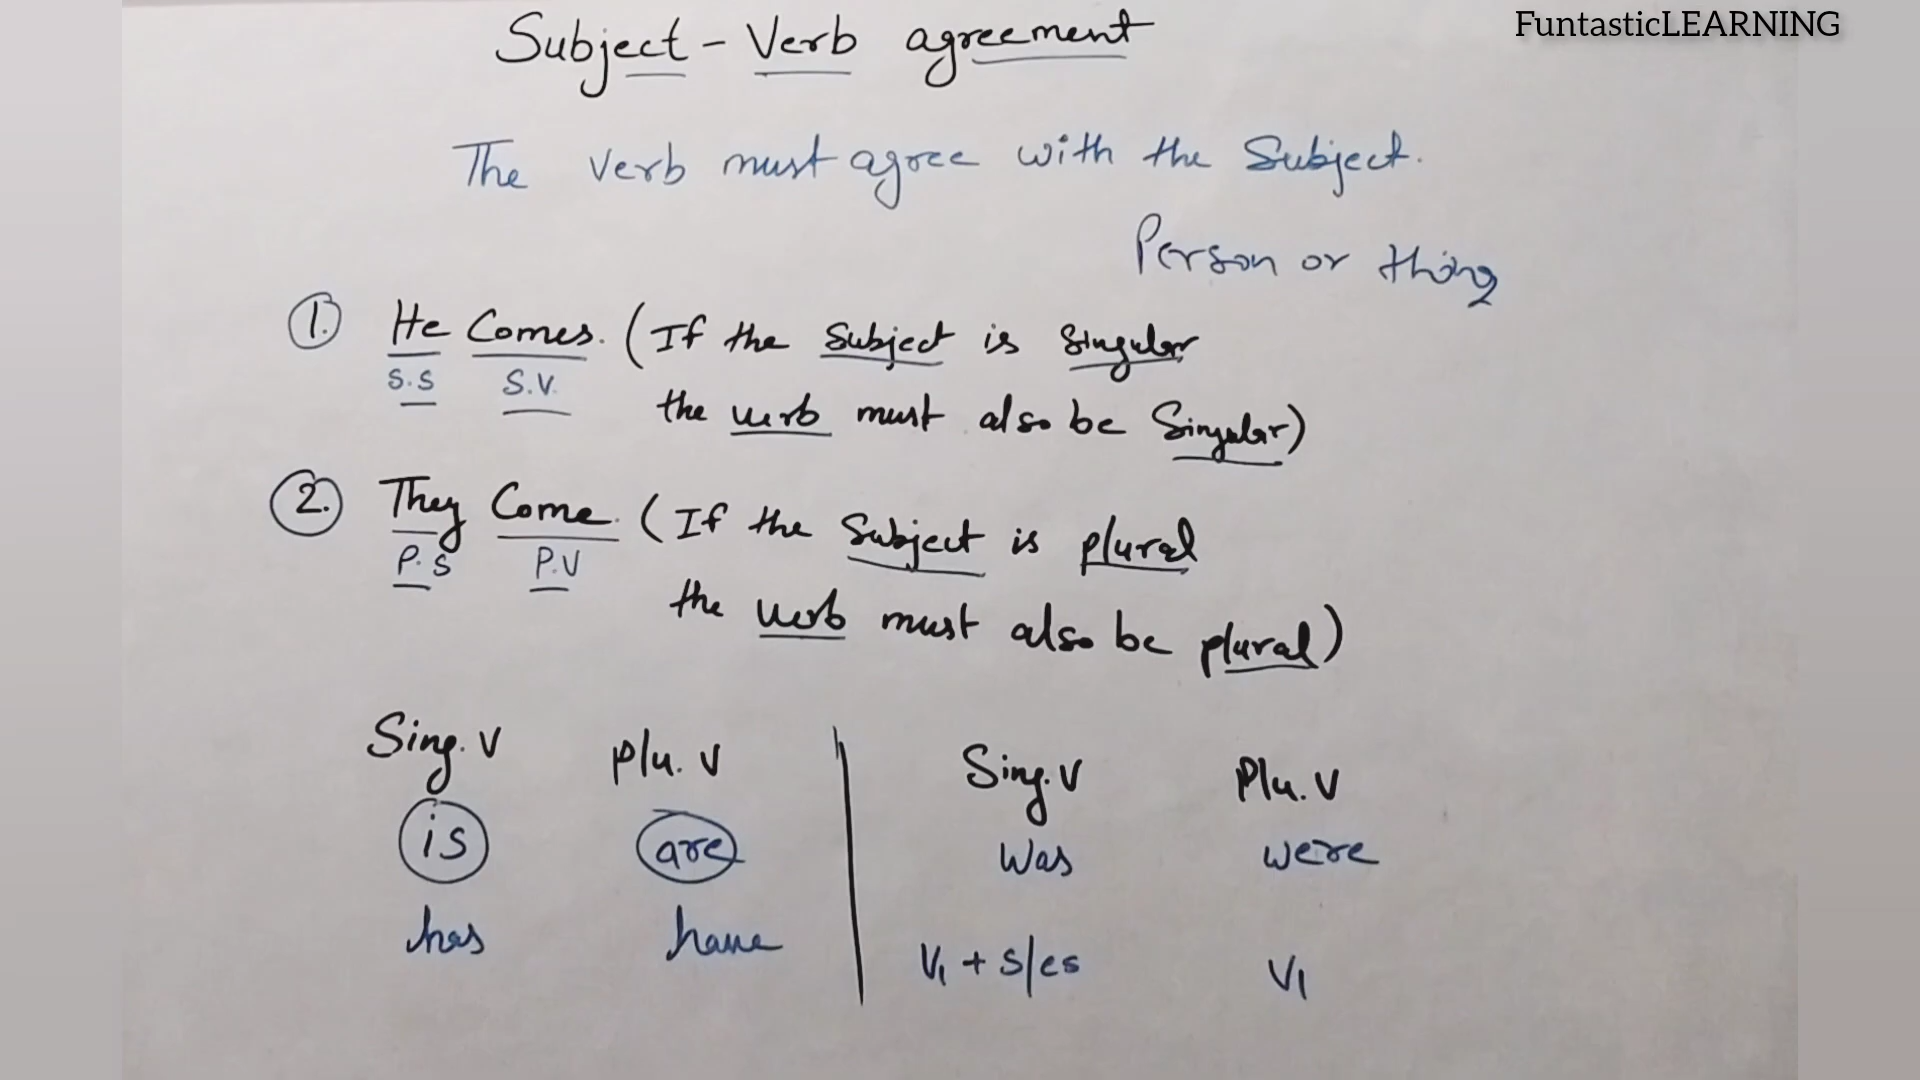 FuntasticLEARNING
Subject - Verb agreement
The verb must agree with the Subject.
Person or thing
1. He Comes. (If the Subject is Singular
S.S S.V.
the verb must also be Singular)
2. They Come. (If the Subject is plural
P.S P.V
the verb must also be plural)
Sing. V Plu. V Sing. V Plu. V
is are was were
has have V1 + s/es V1